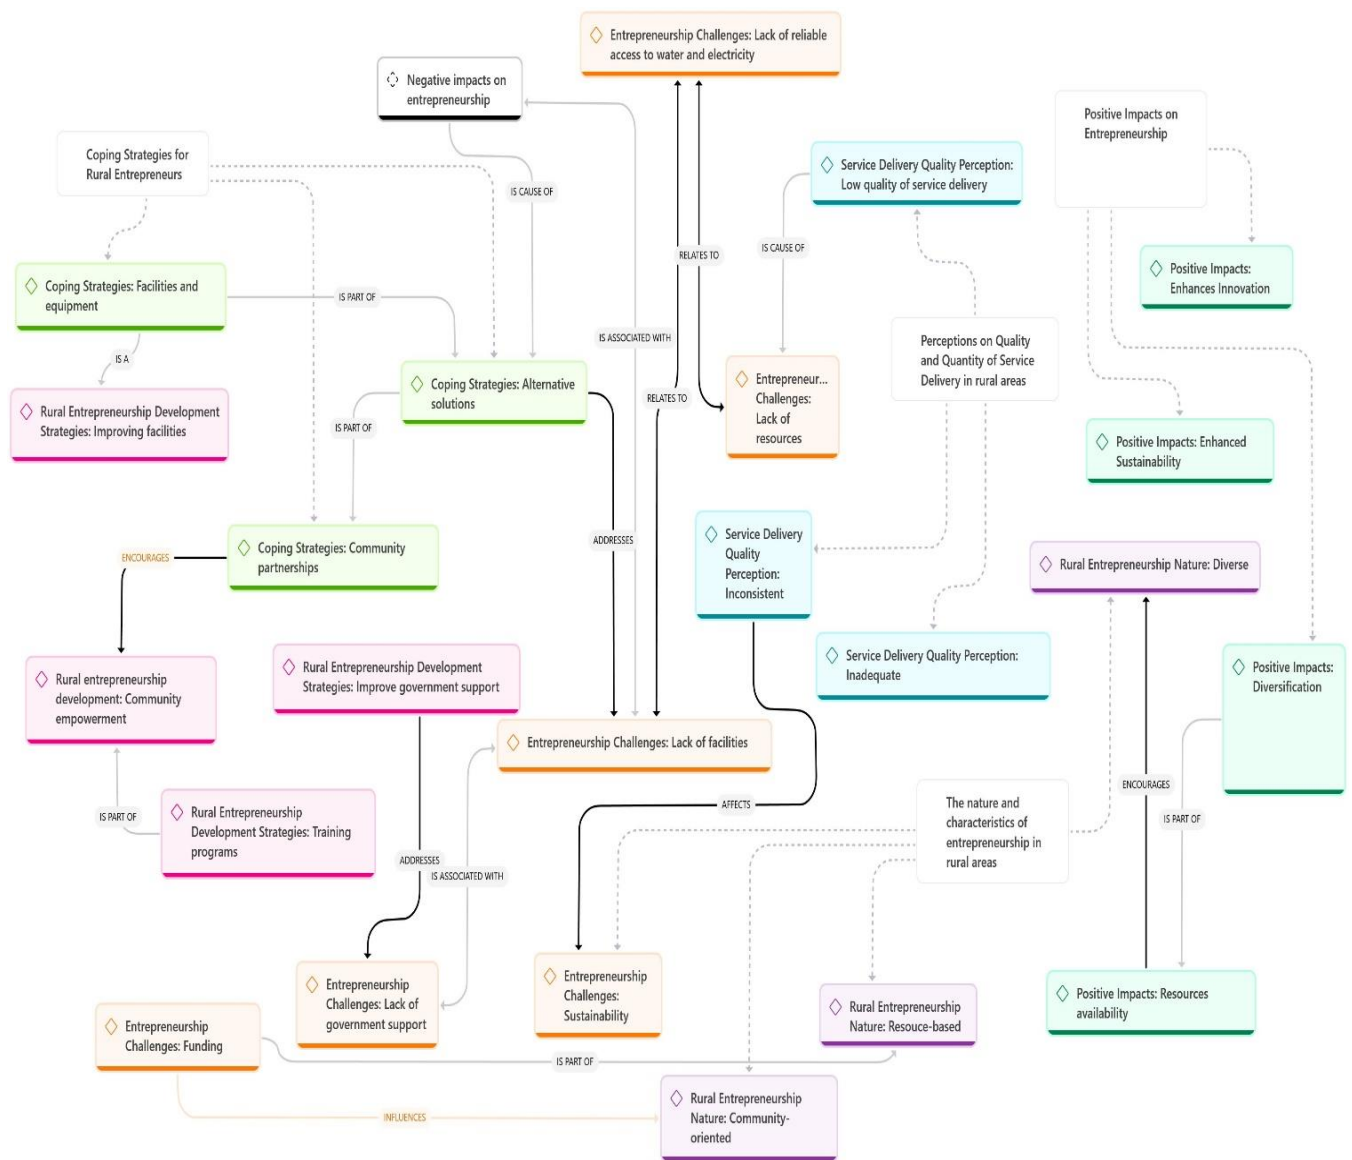 Entrepreneurship Challenges: Lack of reliable
access to water and electricity
Negative impacts on
entrepreneurship
Positive Impacts on
Entrepreneurship
Coping Strategies for
Rural Entrepreneurs
Service Delivery Quality Perception:
Low quality of service delivery
IS CAUSE OF
RELATES TO
IS CAUSE OF
Positive Impacts:
Enhances Innovation
Coping Strategies: Facilities and
equipment
IS PART OF
IS ASSOCIATED WITH
Perceptions on Quality
and Quantity of Service
Delivery in rural areas
IS A
Coping Strategies: Alternative
solutions
RELATES TO
Entrepreneur...
Challenges:
Lack of
resources
Rural Entrepreneurship Development
Strategies: Improving facilities
IS PART OF
Positive Impacts: Enhanced
Sustainability
ADDRESSES
Service Delivery
Quality
Perception:
Inconsistent
ENCOURAGES
Coping Strategies: Community
partnerships
Rural Entrepreneurship Nature: Diverse
Rural entrepreneurship
development: Community
empowerment
Rural Entrepreneurship Development
Strategies: Improve government support
Service Delivery Quality Perception:
Inadequate
Positive Impacts:
Diversification
Entrepreneurship Challenges: Lack of facilities
ENCOURAGES
AFFECTS
The nature and
characteristics of
entrepreneurship in
rural areas
IS PART OF
IS PART OF
Rural Entrepreneurship
Development Strategies: Training
programs
ADDRESSES
IS ASSOCIATED WITH
Entrepreneurship
Challenges: Lack of
government support
Entrepreneurship
Challenges:
Sustainability
Rural Entrepreneurship
Nature: Resouce-based
Positive Impacts: Resources
availability
Entrepreneurship
Challenges: Funding
IS PART OF
INFLUENCES
Rural Entrepreneurship
Nature: Community-
oriented